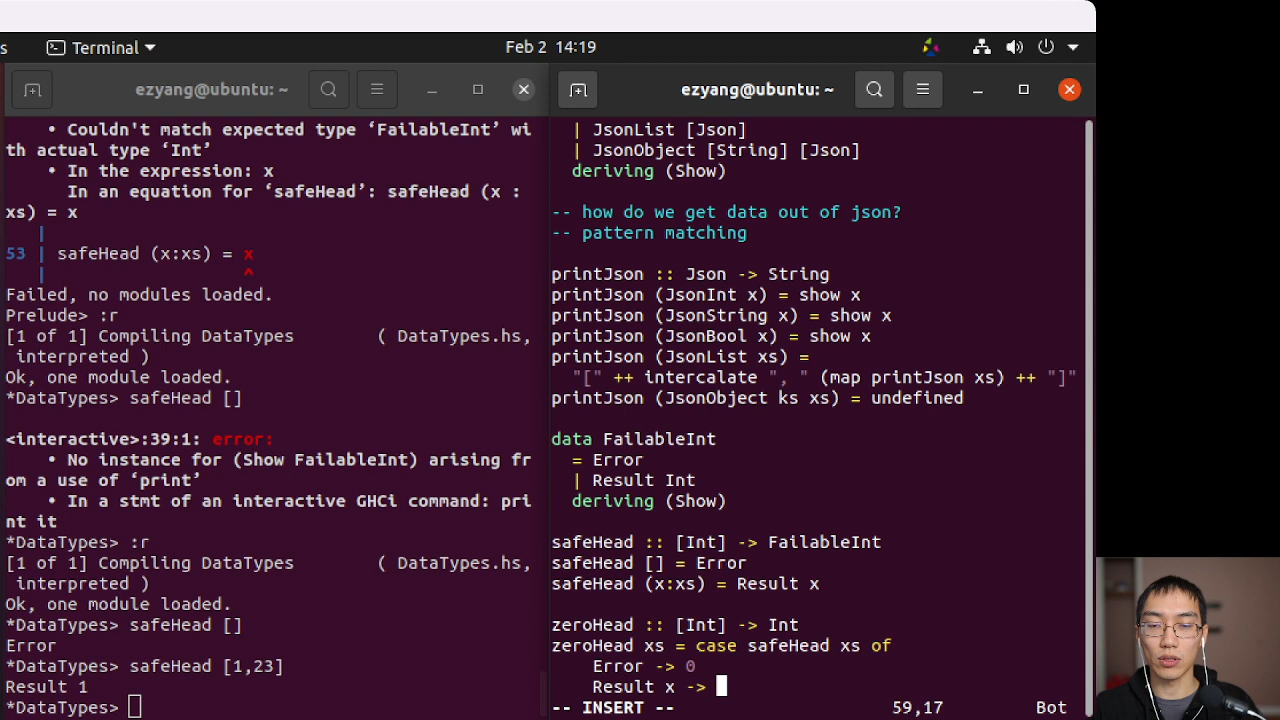 s Terminal Feb 2 14:19
ezyang@ubuntu: ~
• Couldn't match expected type ‘FailableInt’ wi
th actual type ‘Int’
• In the expression: x
In an equation for ‘safeHead’: safeHead (x :
xs) = x
|
53 | safeHead (x:xs) = x
| ^
Failed, no modules loaded.
Prelude> :r
[1 of 1] Compiling DataTypes ( DataTypes.hs,
interpreted )
Ok, one module loaded.
*DataTypes> safeHead []
<interactive>:39:1: error:
• No instance for (Show FailableInt) arising fr
om a use of ‘print’
• In a stmt of an interactive GHCi command: pri
nt it
*DataTypes> :r
[1 of 1] Compiling DataTypes ( DataTypes.hs,
interpreted )
Ok, one module loaded.
*DataTypes> safeHead []
Error
*DataTypes> safeHead [1,23]
Result 1
*DataTypes>
ezyang@ubuntu: ~
| JsonList [Json]
| JsonObject [String] [Json]
deriving (Show)
-- how do we get data out of json?
-- pattern matching
printJson :: Json -> String
printJson (JsonInt x) = show x
printJson (JsonString x) = show x
printJson (JsonBool x) = show x
printJson (JsonList xs) =
"[" ++ intercalate ", " (map printJson xs) ++ "]"
printJson (JsonObject ks xs) = undefined
data FailableInt
= Error
| Result Int
deriving (Show)
safeHead :: [Int] -> FailableInt
safeHead [] = Error
safeHead (x:xs) = Result x
zeroHead :: [Int] -> Int
zeroHead xs = case safeHead xs of
Error -> 0
Result x ->
-- INSERT -- 59,17 Bot